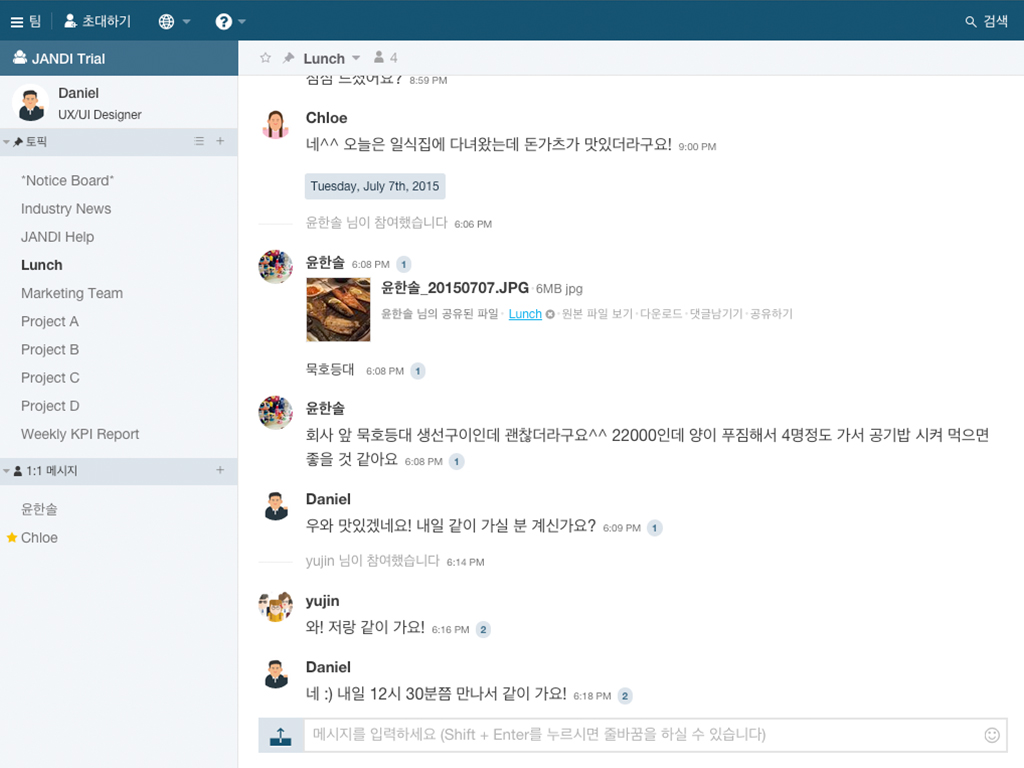 팀 초대하기 검색
JANDI Trial
Daniel
UX/UI Designer
토픽
*Notice Board*
Industry News
JANDI Help
Lunch
Marketing Team
Project A
Project B
Project C
Project D
Weekly KPI Report
1:1 메시지
윤한솔
Chloe
Lunch 4
8:59 PM
Chloe
네^^ 오늘은 일식집에 다녀왔는데 돈가츠가 맛있더라구요! 9:00 PM
Tuesday, July 7th, 2015
윤한솔 님이 참여했습니다 6:06 PM
윤한솔 6:08 PM 1
윤한솔_20150707.JPG · 6MB jpg
윤한솔 님의 공유된 파일 · Lunch · 원본 파일 보기 · 다운로드 · 댓글남기기 · 공유하기
묵호등대 6:08 PM 1
윤한솔
회사 앞 묵호등대 생선구이인데 괜찮더라구요^^ 22000인데 양이 푸짐해서 4명정도 가서 공기밥 시켜 먹으면
좋을 것 같아요 6:08 PM 1
Daniel
우와 맛있겠네요! 내일 같이 가실 분 계신가요? 6:09 PM 1
yujin 님이 참여했습니다 6:14 PM
yujin
와! 저랑 같이 가요! 6:16 PM 2
Daniel
네 :) 내일 12시 30분쯤 만나서 같이 가요! 6:18 PM 2
메시지를 입력하세요 (Shift + Enter를 누르시면 줄바꿈을 하실 수 있습니다)